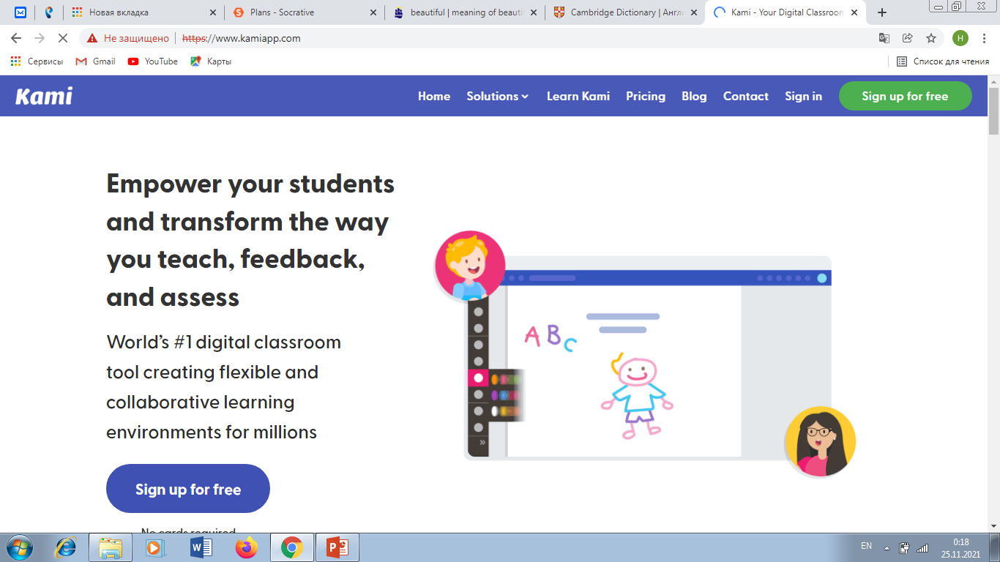 Новая вкладка
Plans - Socrative
beautiful | meaning of beauti
Cambridge Dictionary | Англи
Kami - Your Digital Classroom
Не защищено | https://www.kamiapp.com
H
Сервисы Gmail YouTube Карты Список для чтения
Kami Home Solutions Learn Kami Pricing Blog Contact Sign in Sign up for free
Empower your students
and transform the way
you teach, feedback,
and assess
World's #1 digital classroom
tool creating flexible and
collaborative learning
environments for millions
ABC
Sign up for free
No cards required
EN
0:18
25.11.2021